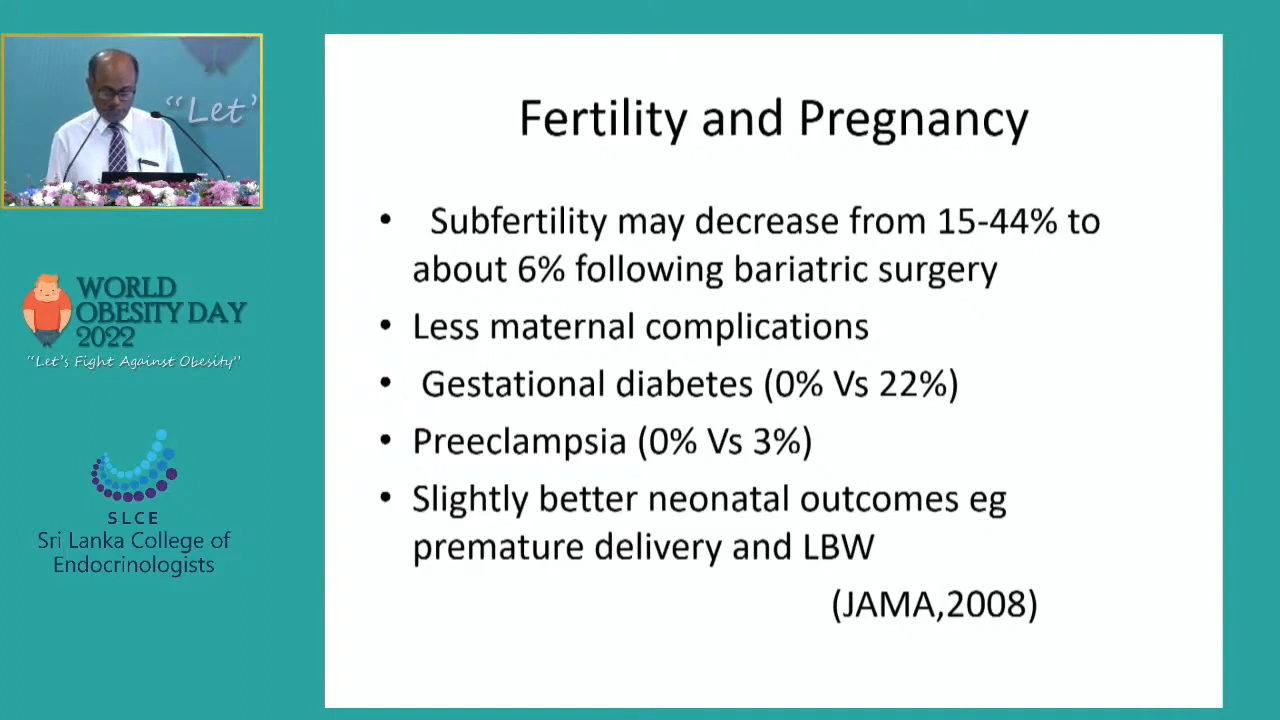 "Let'
WORLD
OBESITY DAY
2022
"Let's Fight Against Obesity"
SLCE
Sri Lanka College of
Endocrinologists
Fertility and Pregnancy
• Subfertility may decrease from 15-44% to
about 6% following bariatric surgery
• Less maternal complications
• Gestational diabetes (0% Vs 22%)
• Preeclampsia (0% Vs 3%)
• Slightly better neonatal outcomes eg
premature delivery and LBW
(JAMA,2008)